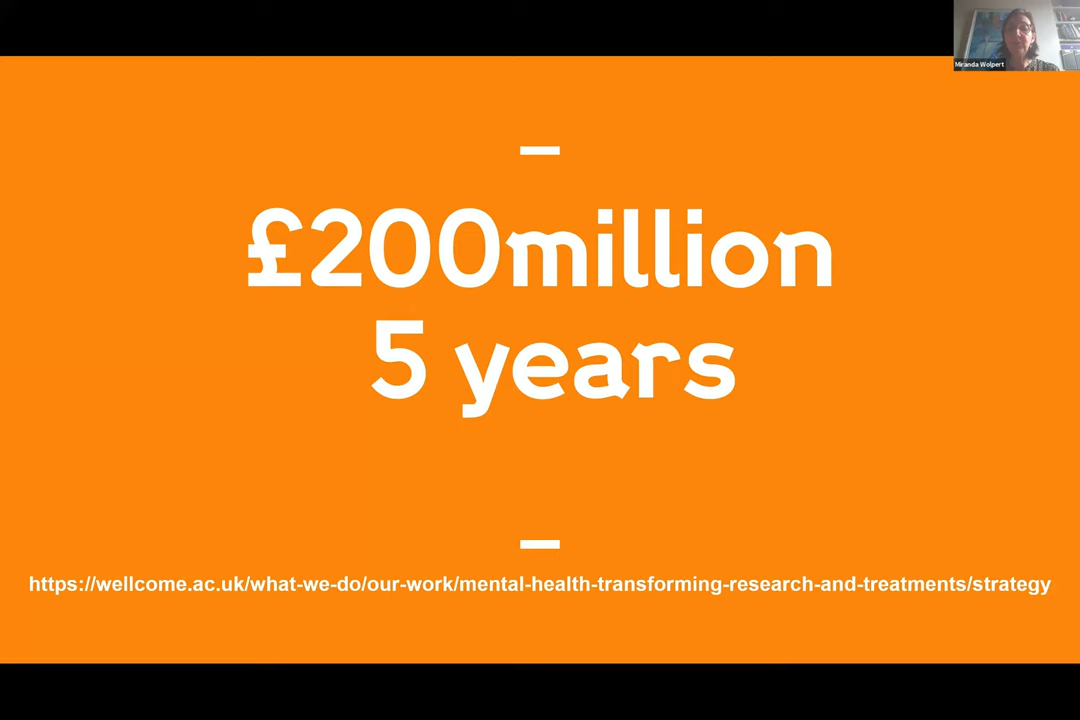 Miranda Wolpert
£200million
5 years
https://wellcome.ac.uk/what-we-do/our-work/mental-health-transforming-research-and-treatments/strategy